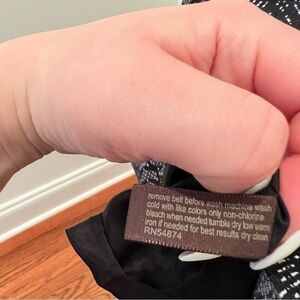 remove belt before wash machine wash
cold with like colors only non-chlorine
bleach when needed tumble dry low warm
iron if needed for best results dry clean
RN54874